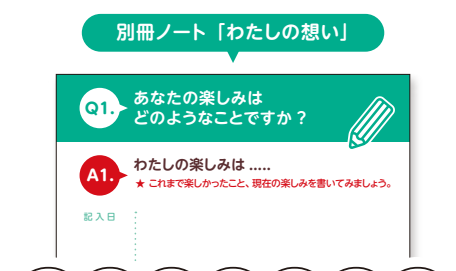 別冊ノート「わたしの想い」
Q1.
あなたの楽しみは
どのようなことですか？
A1.
わたしの楽しみは .....
★ これまで楽しかったこと、現在の楽しみを書いてみましょう。
記入日